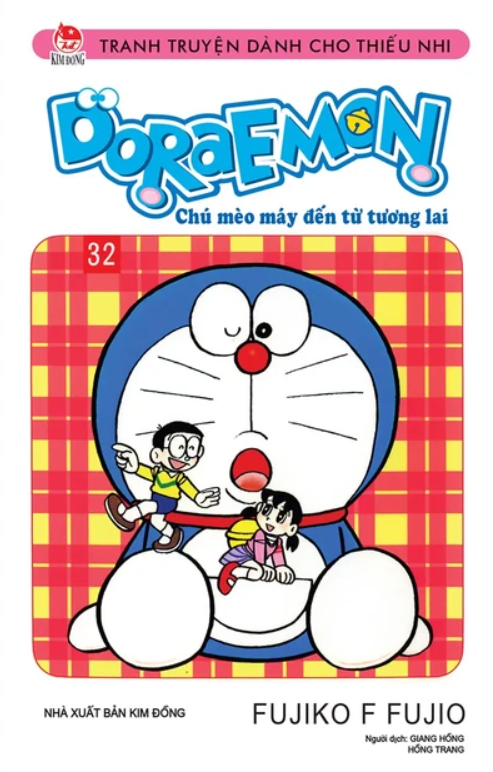 KIM ĐỒNG
TRANH TRUYỆN DÀNH CHO THIẾU NHI
DORAEMON
Chú mèo máy đến từ tương lai
32
NHÀ XUẤT BẢN KIM ĐỒNG
FUJIKO F FUJIO
Người dịch: GIANG HỒNG
HỒNG TRANG